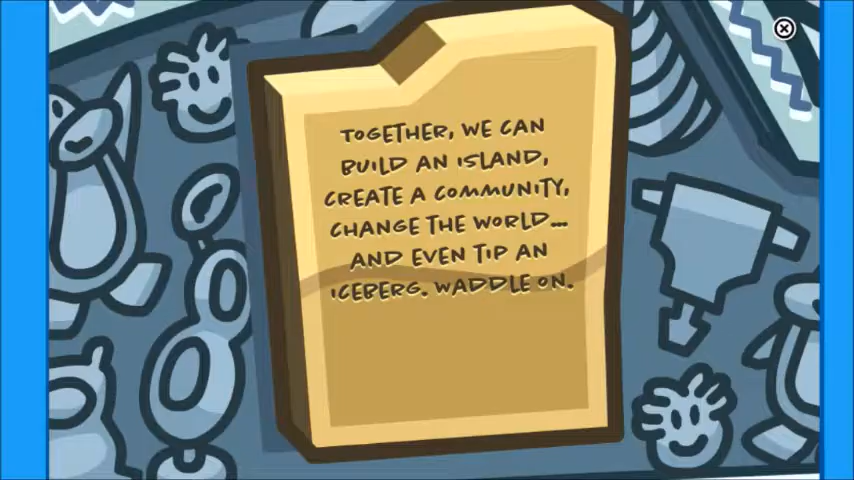 TOGETHER, WE CAN
BUILD AN ISLAND,
CREATE A COMMUNITY,
CHANGE THE WORLD...
AND EVEN TIP AN
ICEBERG. WADDLE ON.